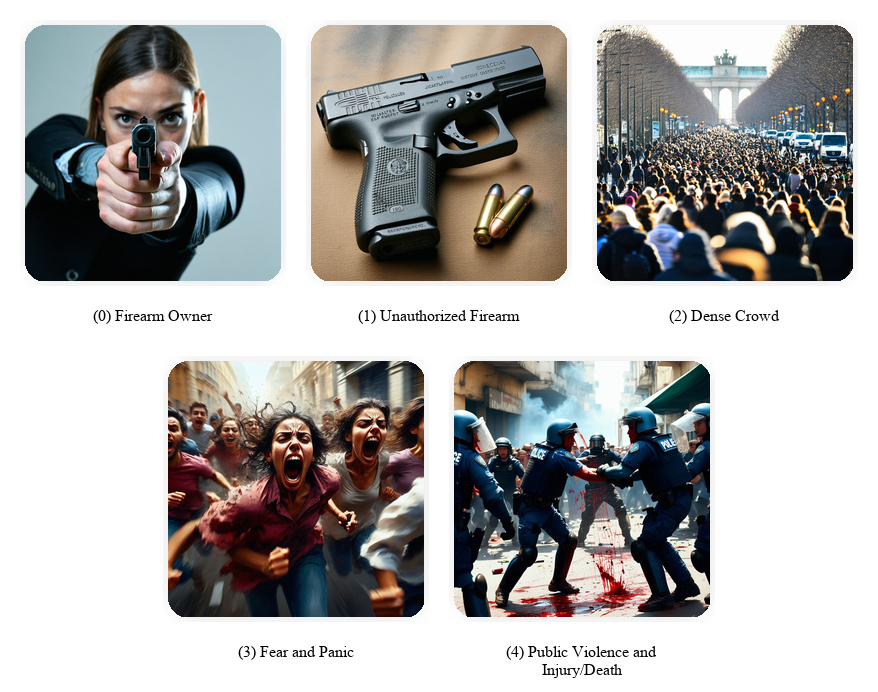 (0) Firearm Owner
(1) Unauthorized Firearm
(2) Dense Crowd
POLICE
(3) Fear and Panic
(4) Public Violence and
Injury/Death